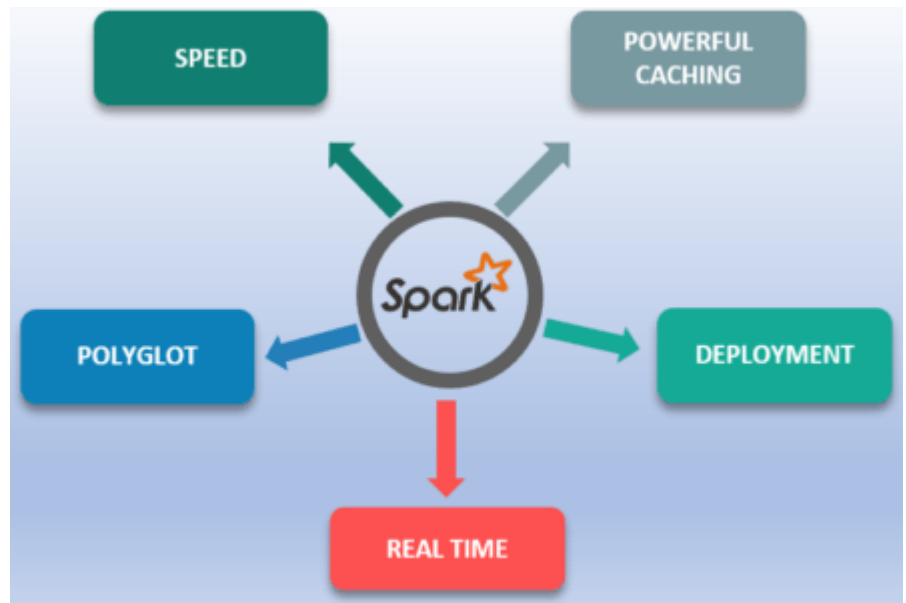 SPEED
POWERFUL
CACHING
Spark
POLYGLOT
DEPLOYMENT
REAL TIME